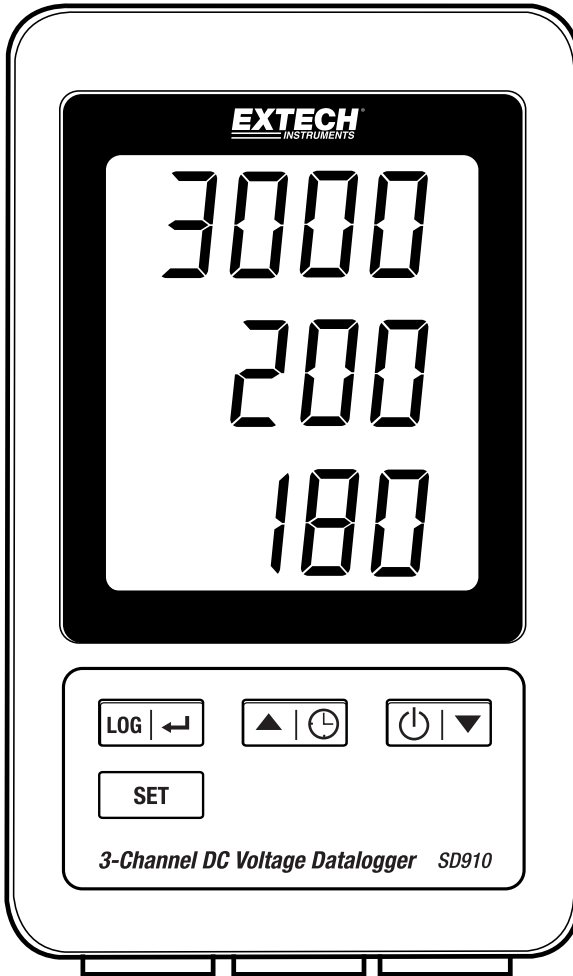 EXTECH®
INSTRUMENTS
3000
200
180
LOG
SET
3-Channel DC Voltage Datalogger SD910